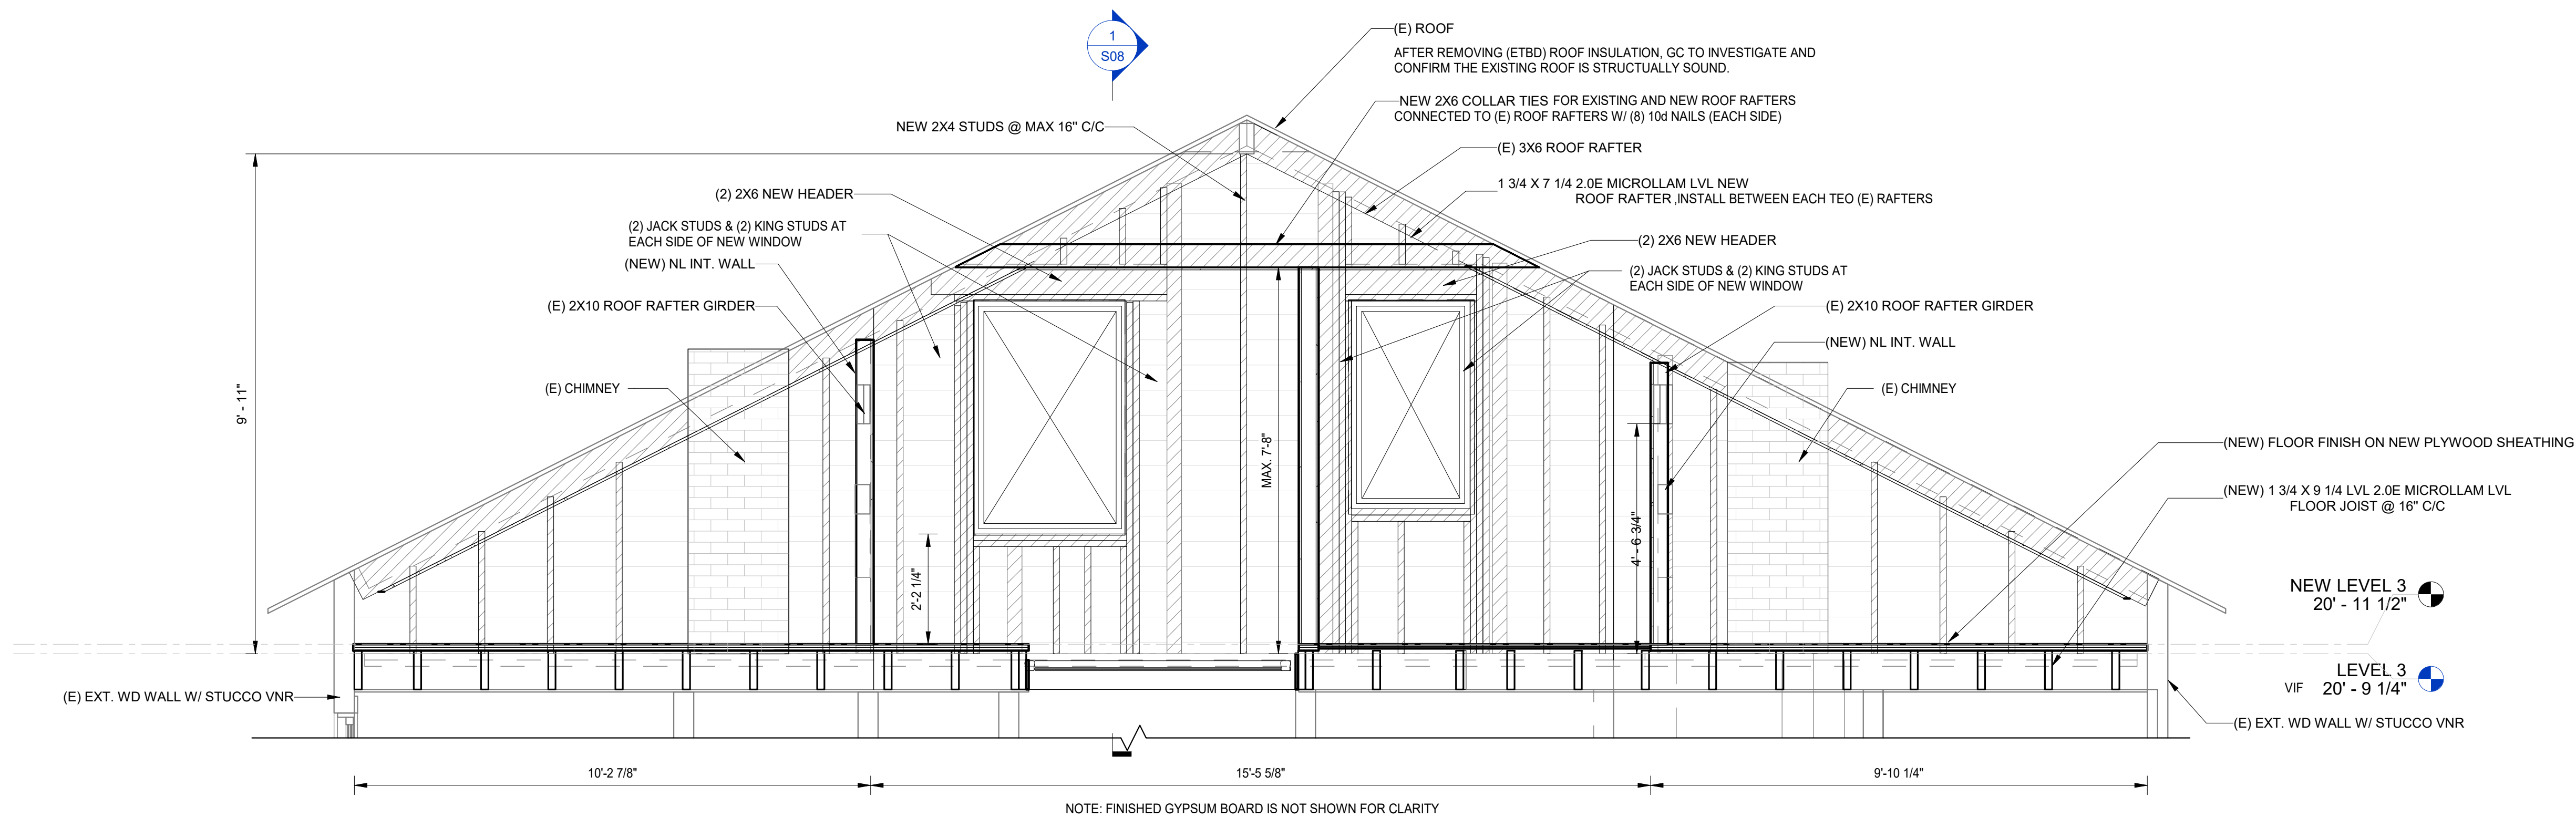 1
S08
(E) ROOF
AFTER REMOVING (ETBD) ROOF INSULATION, GC TO INVESTIGATE AND
CONFIRM THE EXISTING ROOF IS STRUCTUALLY SOUND.
NEW 2X6 COLLAR TIES FOR EXISTING AND NEW ROOF RAFTERS
CONNECTED TO (E) ROOF RAFTERS W/ (8) 10d NAILS (EACH SIDE)
NEW 2X4 STUDS @ MAX 16" C/C
(E) 3X6 ROOF RAFTER
(2) 2X6 NEW HEADER
1 3/4 X 7 1/4 2.0E MICROLLAM LVL NEW
ROOF RAFTER ,INSTALL BETWEEN EACH TEO (E) RAFTERS
(2) JACK STUDS & (2) KING STUDS AT
EACH SIDE OF NEW WINDOW
(2) 2X6 NEW HEADER
(NEW) NL INT. WALL
(2) JACK STUDS & (2) KING STUDS AT
EACH SIDE OF NEW WINDOW
(E) 2X10 ROOF RAFTER GIRDER
(E) 2X10 ROOF RAFTER GIRDER
(NEW) NL INT. WALL
(E) CHIMNEY
(E) CHIMNEY
9' - 11"
MAX. 7'-8"
(NEW) FLOOR FINISH ON NEW PLYWOOD SHEATHING
(NEW) 1 3/4 X 9 1/4 LVL 2.0E MICROLLAM LVL
FLOOR JOIST @ 16" C/C
4' - 6 3/4"
2'-2 1/4"
NEW LEVEL 3
20' - 11 1/2"
LEVEL 3
VIF 20' - 9 1/4"
(E) EXT. WD WALL W/ STUCCO VNR
(E) EXT. WD WALL W/ STUCCO VNR
10'-2 7/8"
15'-5 5/8"
9'-10 1/4"
NOTE: FINISHED GYPSUM BOARD IS NOT SHOWN FOR CLARITY